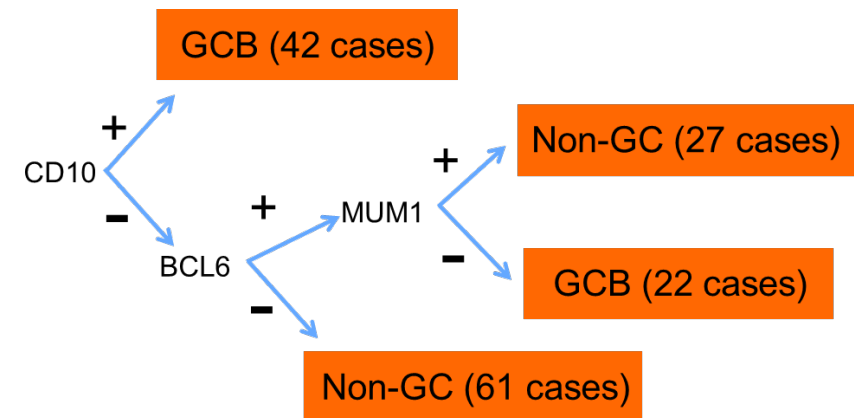 GCB (42 cases)
+
Non-GC (27 cases)
+
CD10
+
MUM1
-
BCL6
-
GCB (22 cases)
-
Non-GC (61 cases)